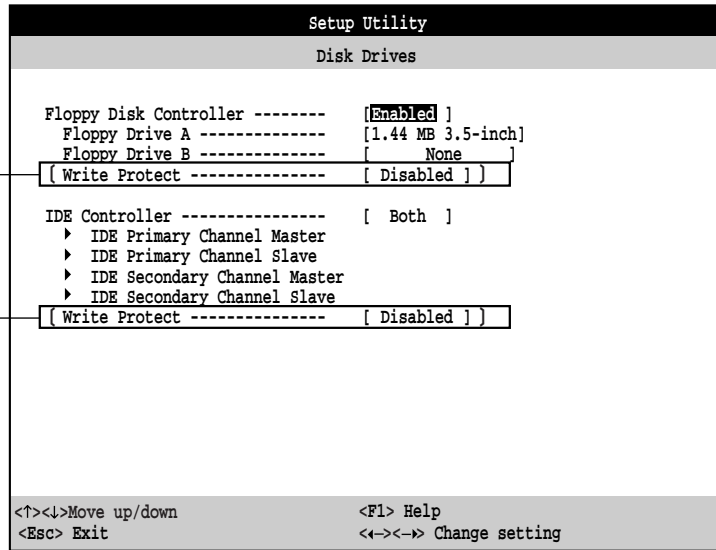 Setup Utility
Disk Drives
Floppy Disk Controller -------- [Enabled ]
Floppy Drive A -------------- [1.44 MB 3.5-inch]
Floppy Drive B -------------- [ None ]
( Write Protect --------------- [ Disabled ] )
IDE Controller ---------------- [ Both ]
IDE Primary Channel Master
IDE Primary Channel Slave
IDE Secondary Channel Master
IDE Secondary Channel Slave
( Write Protect --------------- [ Disabled ] )
<↑><↓>Move up/down <F1> Help
<Esc> Exit <←><→> Change setting